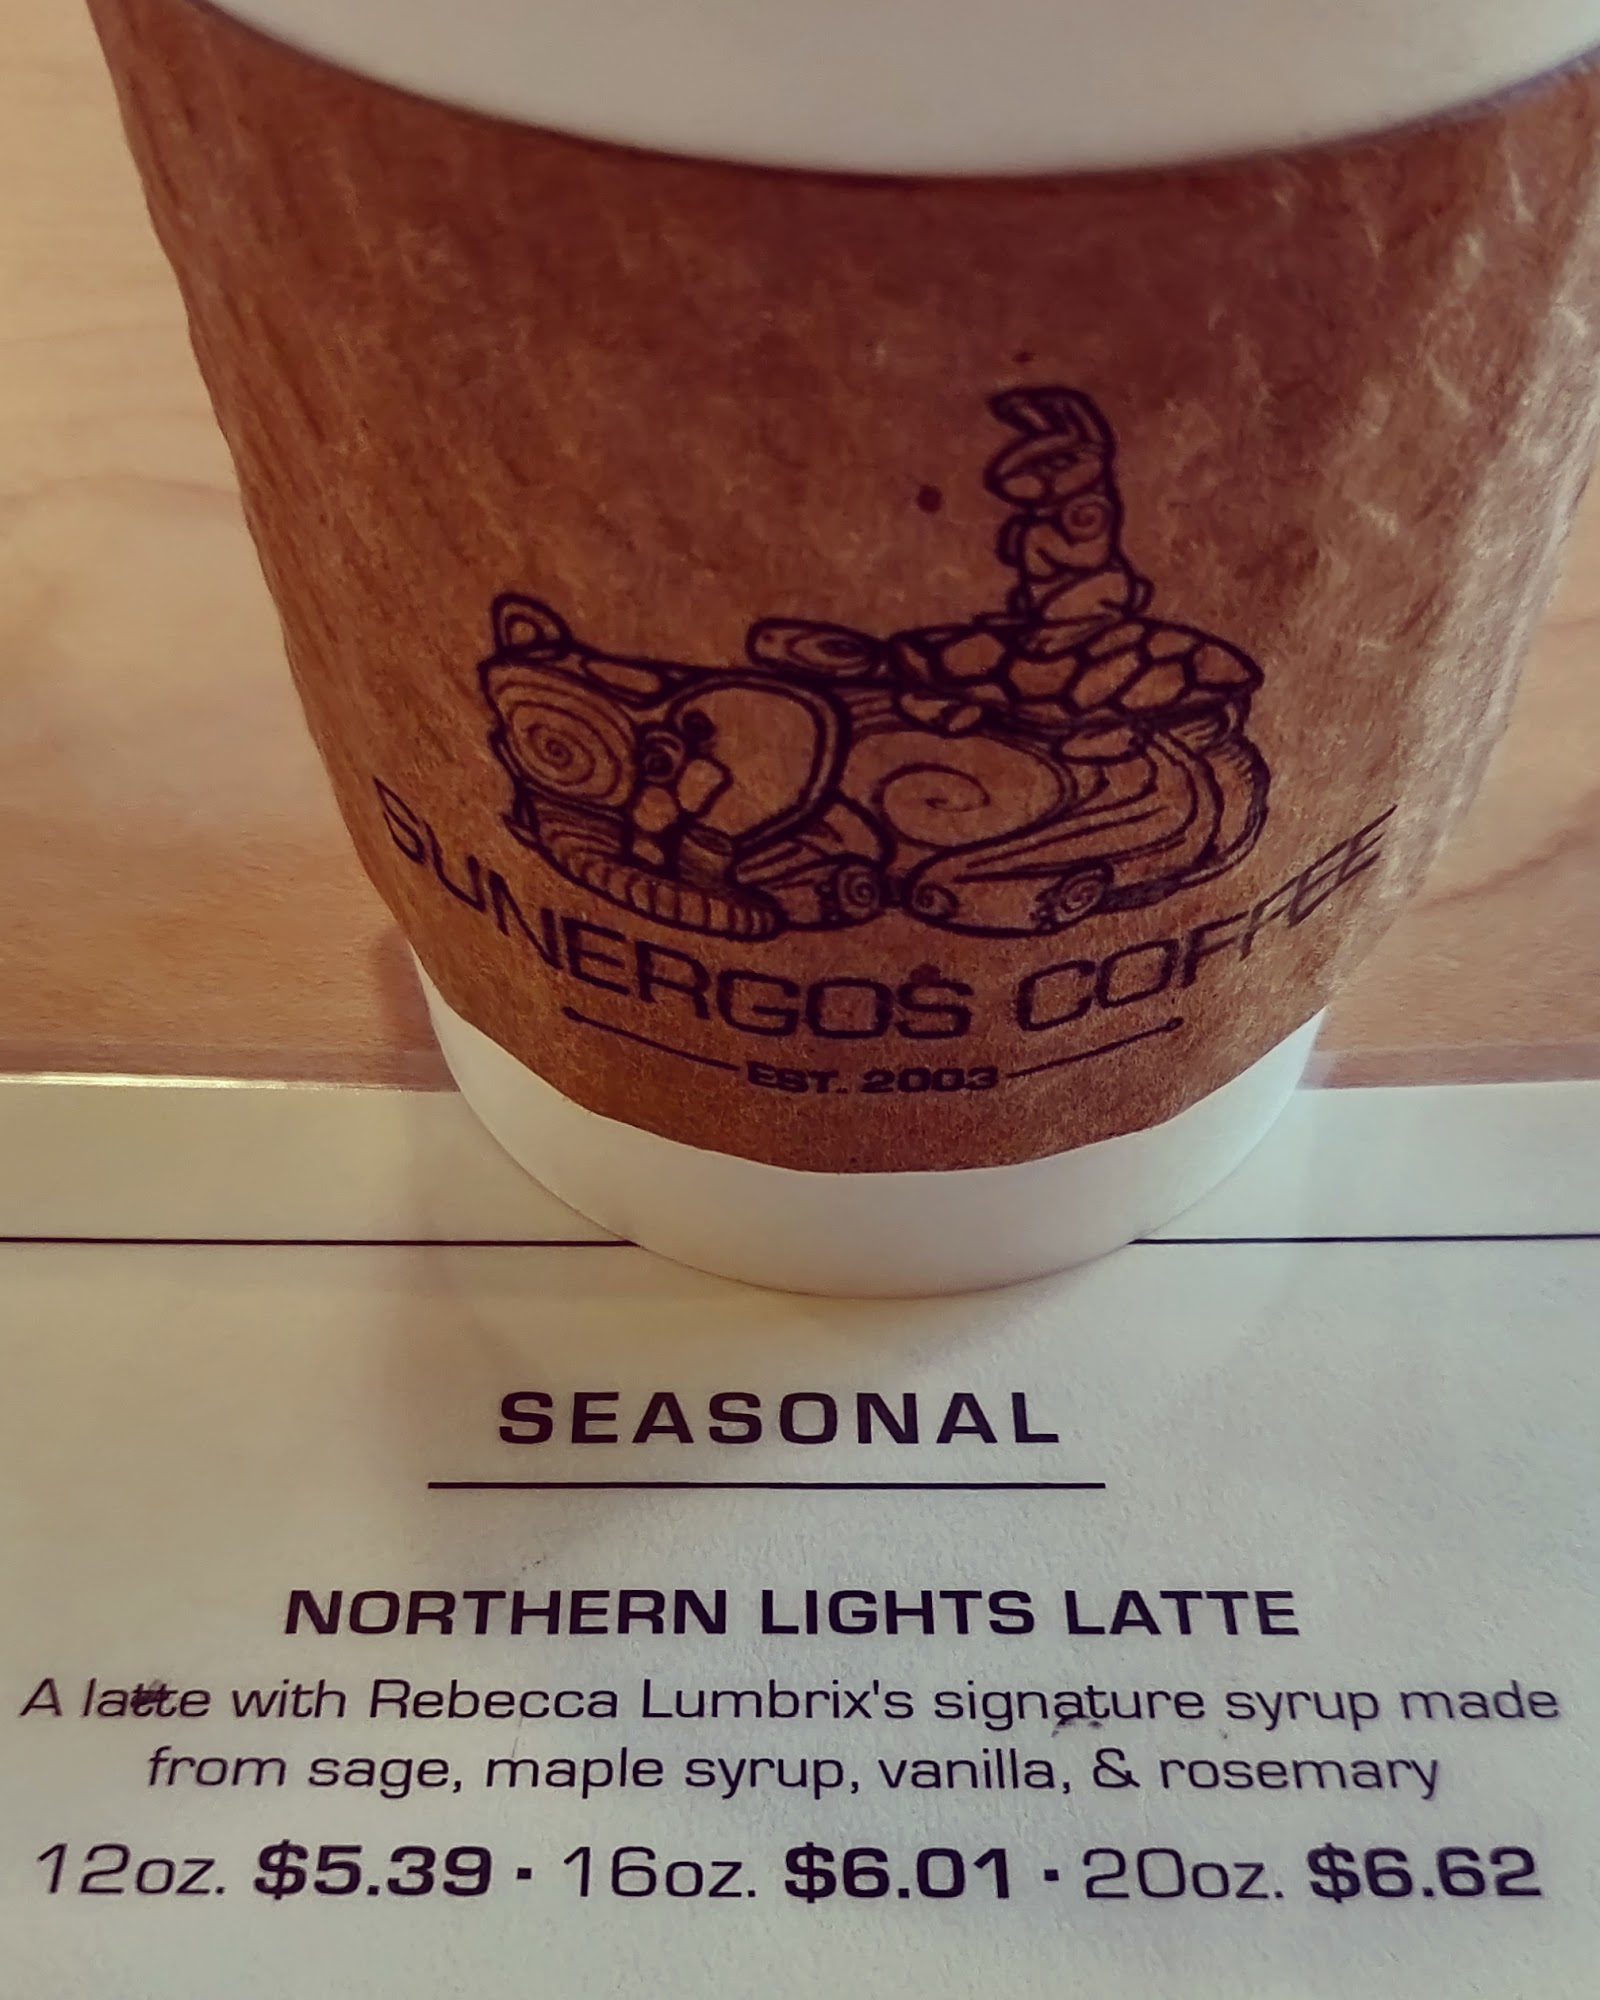 SUNERGOS COFFEE
EST. 2003
SEASONAL
NORTHERN LIGHTS LATTE
A latte with Rebecca Lumbrix's signature syrup made
from sage, maple syrup, vanilla, & rosemary
12oz. $5.39 · 16oz. $6.01 · 20oz. $6.62